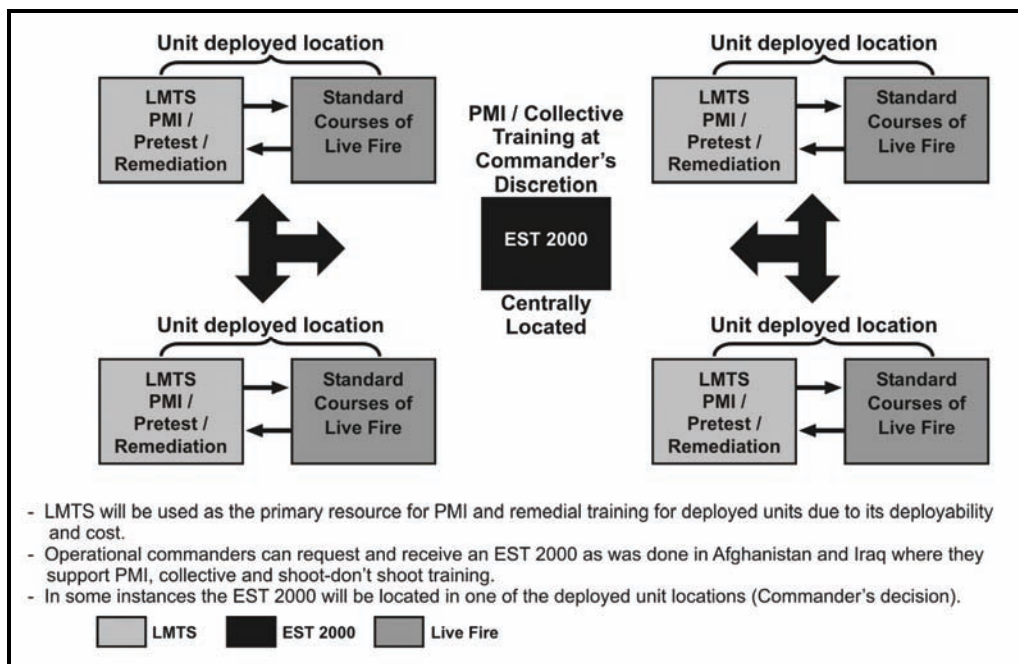 Unit deployed location
LMTS
PMI /
Pretest /
Remediation
Standard
Courses of
Live Fire
PMI / Collective
Training at
Commander's
Discretion
EST 2000
Centrally
Located
Unit deployed location
LMTS
PMI /
Pretest /
Remediation
Standard
Courses of
Live Fire
Unit deployed location
LMTS
PMI /
Pretest /
Remediation
Standard
Courses of
Live Fire
Unit deployed location
LMTS
PMI /
Pretest /
Remediation
Standard
Courses of
Live Fire
- LMTS will be used as the primary resource for PMI and remedial training for deployed units due to its deployability
and cost.
- Operational commanders can request and receive an EST 2000 as was done in Afghanistan and Iraq where they
support PMI, collective and shoot-don't shoot training.
- In some instances the EST 2000 will be located in one of the deployed unit locations (Commander's decision).
LMTS EST 2000 Live Fire